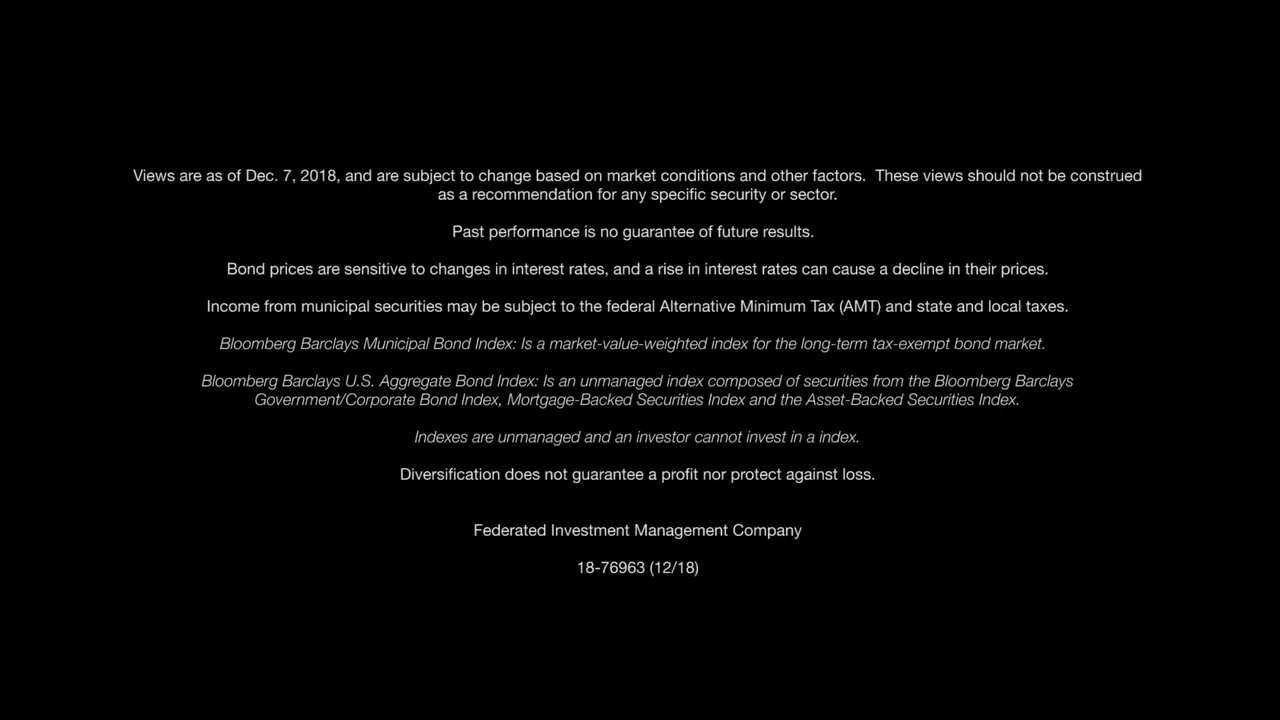 Views are as of Dec. 7, 2018, and are subject to change based on market conditions and other factors.  These views should not be construed
as a recommendation for any specific security or sector.
Past performance is no guarantee of future results.
Bond prices are sensitive to changes in interest rates, and a rise in interest rates can cause a decline in their prices.
Income from municipal securities may be subject to the federal Alternative Minimum Tax (AMT) and state and local taxes.
Bloomberg Barclays Municipal Bond Index: Is a market-value-weighted index for the long-term tax-exempt bond market.
Bloomberg Barclays U.S. Aggregate Bond Index: Is an unmanaged index composed of securities from the Bloomberg Barclays
Government/Corporate Bond Index, Mortgage-Backed Securities Index and the Asset-Backed Securities Index.
Indexes are unmanaged and an investor cannot invest in a index.
Diversification does not guarantee a profit nor protect against loss.
Federated Investment Management Company
18-76963 (12/18)